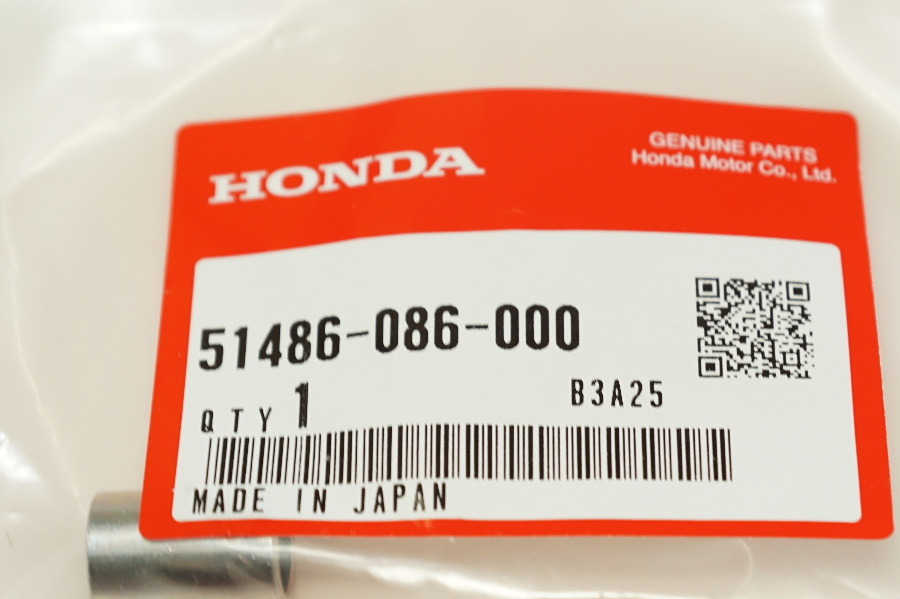 HONDA
GENUINE PARTS
Honda Motor Co., Ltd.
51486-086-000
QTY 1
B3A25
MADE IN JAPAN